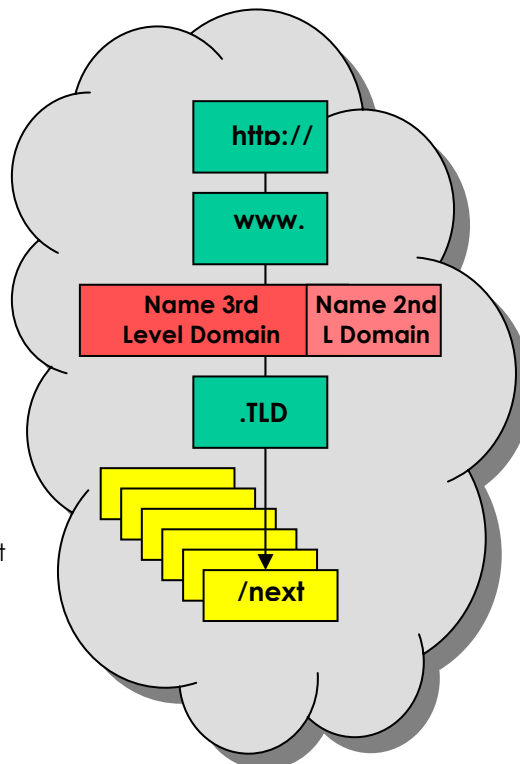 http://
www.
Name 3rd
Level Domain
Name 2nd
L Domain
.TLD
t
/next